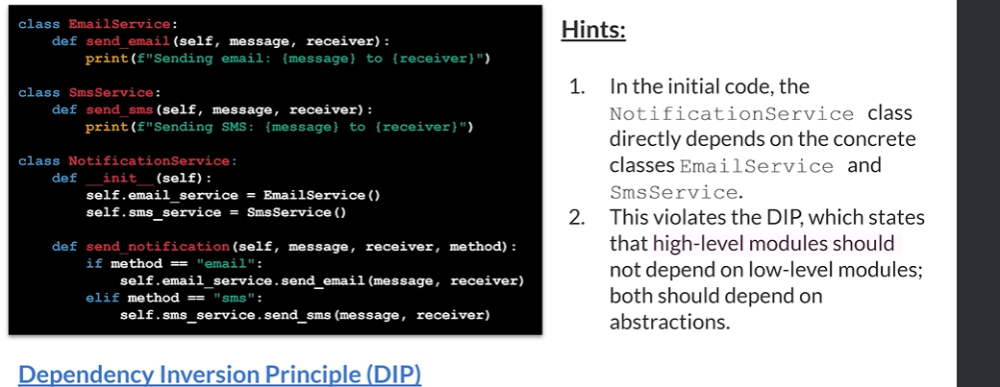 class EmailService:
    def send_email(self, message, receiver):
        print(f"Sending email: {message} to {receiver}")
class SmsService:
    def send_sms(self, message, receiver):
        print(f"Sending SMS: {message} to {receiver}")
class NotificationService:
    def __init__(self):
        self.email_service = EmailService()
        self.sms_service = SmsService()
    def send_notification(self, message, receiver, method):
        if method == "email":
            self.email_service.send_email(message, receiver)
        elif method == "sms":
            self.sms_service.send_sms(message, receiver)
Dependency Inversion Principle (DIP)
Hints:
1. In the initial code, the
NotificationService class
directly depends on the concrete
classes EmailService and
SmsService.
2. This violates the DIP, which states
that high-level modules should
not depend on low-level modules;
both should depend on
abstractions.